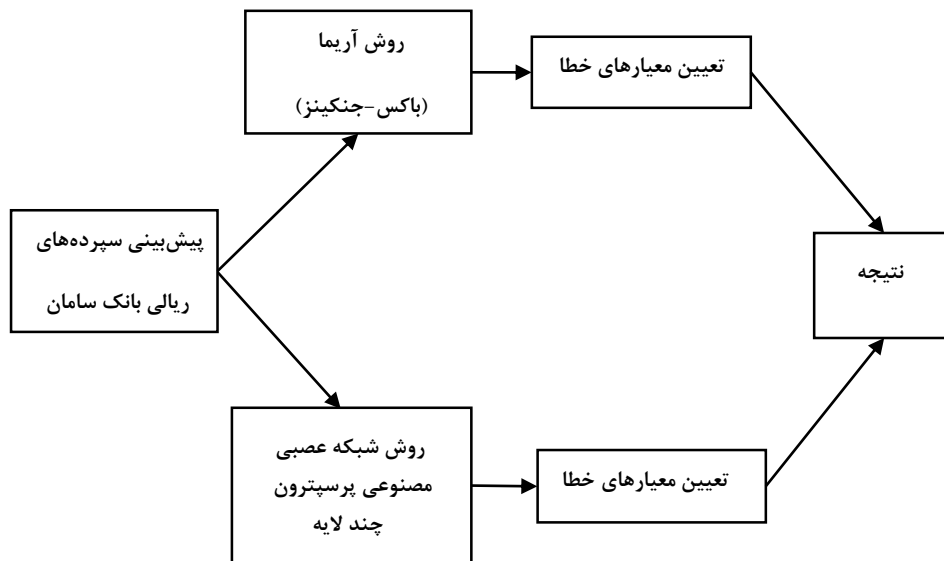 روش آریما
(باکس-جنکینز)
تعیین معیارهای خطا
پیش‌بینی سپرده‌های
ریالی بانک سامان
نتیجه
روش شبکه عصبی
مصنوعی پرسپترون
چند لایه
تعیین معیارهای خطا